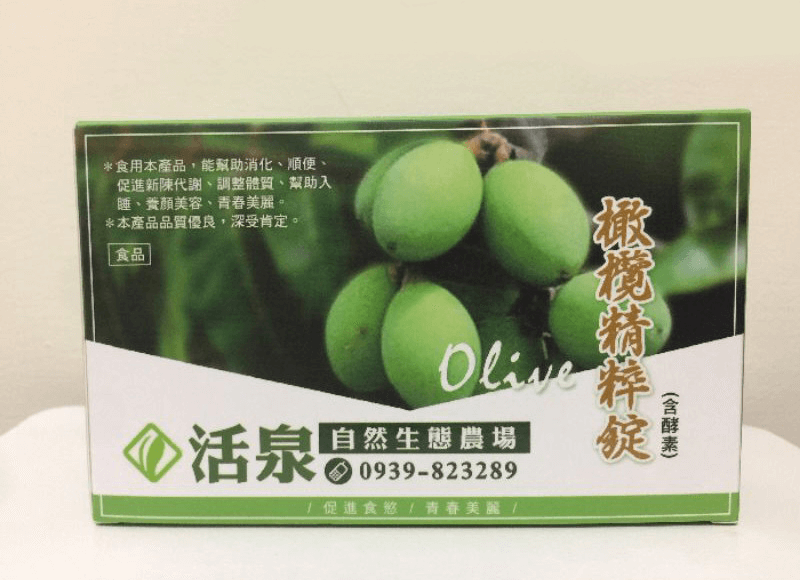 ＊食用本產品，能幫助消化、順便、
促進新陳代謝、調整體質、幫助入
睡、養顏美容、青春美麗。
＊本產品品質優良，深受肯定。
食品
橄欖精粹錠
(含酵素)
Olive
活泉
自然生態農場
0939-823289
/ 促進食慾 / 青春美麗 /